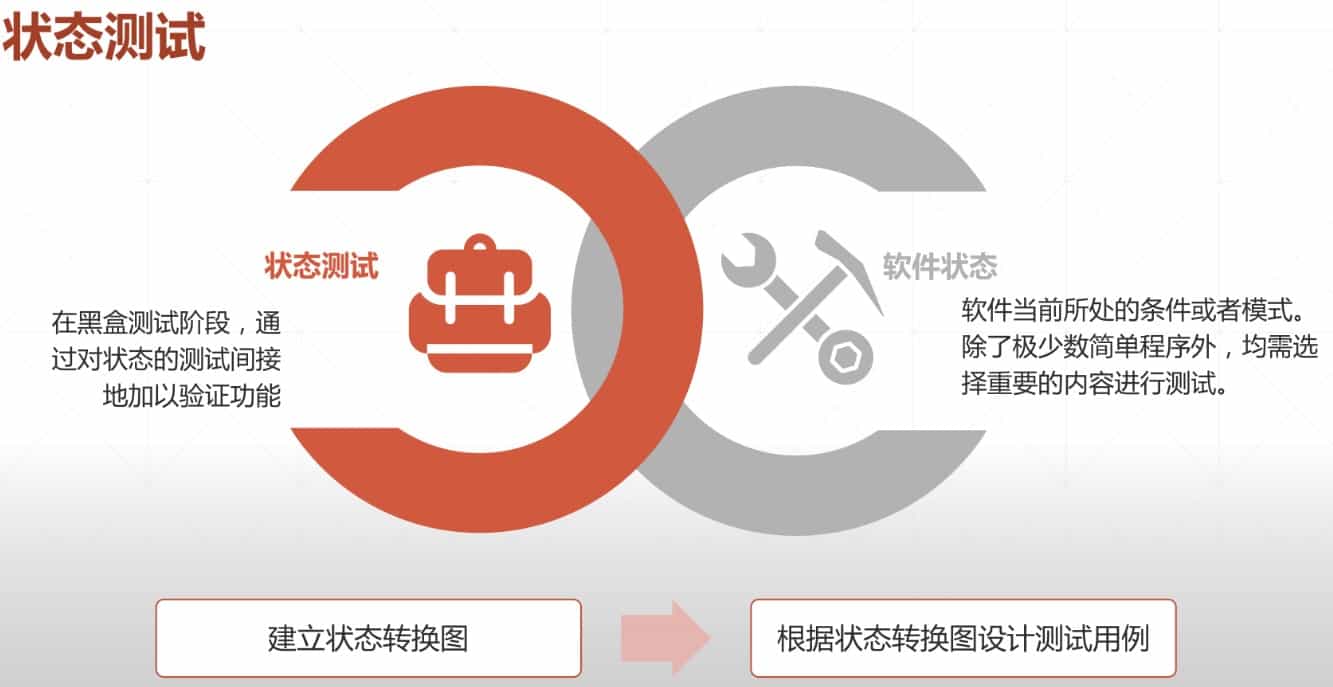 状态测试
状态测试
在黑盒测试阶段，通
过对状态的测试间接
地加以验证功能
软件状态
软件当前所处的条件或者模式。
除了极少数简单程序外，均需选
择重要的内容进行测试。
建立状态转换图
根据状态转换图设计测试用例